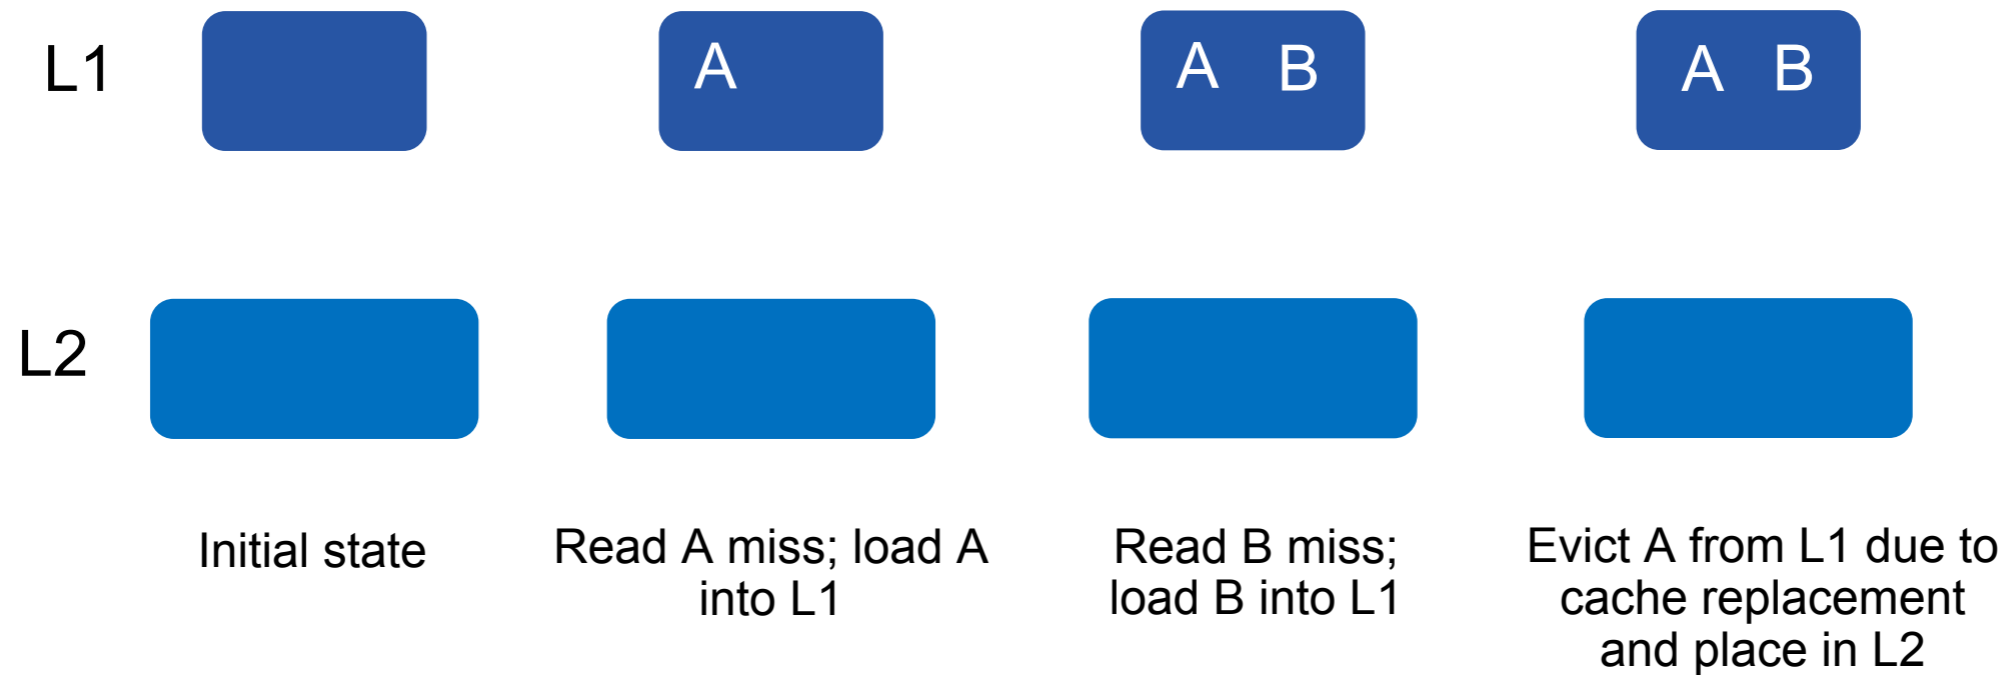 L1
A
A B
A B
L2
Initial state
Read A miss; load A
into L1
Read B miss;
load B into L1
Evict A from L1 due to
cache replacement
and place in L2